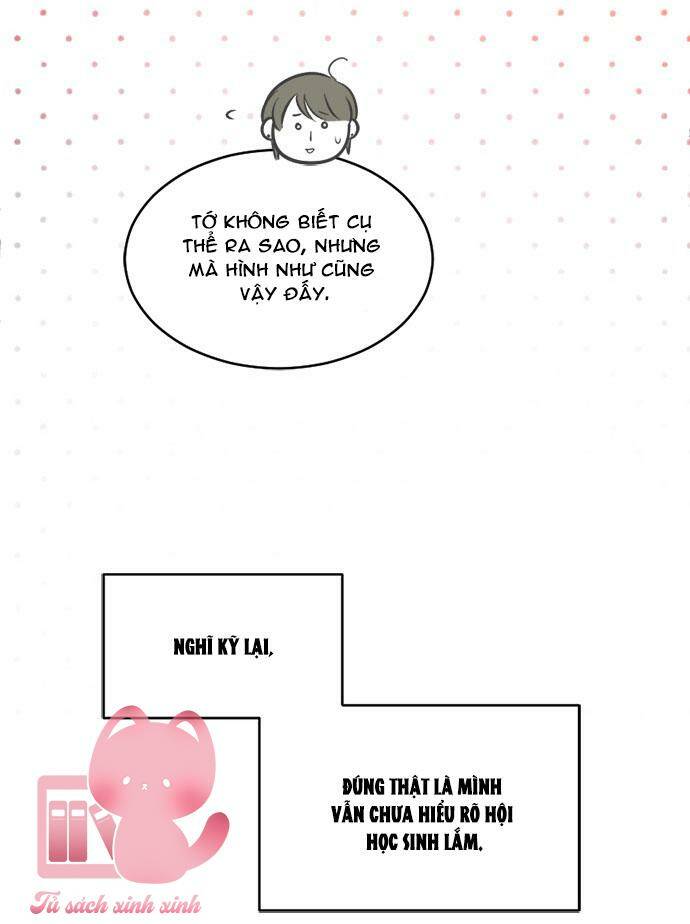 TỚ KHÔNG BIẾT CỤ
THỂ RA SAO, NHƯNG
MÀ HÌNH NHƯ CŨNG
VẬY ĐẤY.
NGHĨ KỸ LẠI,
ĐÚNG THẬT LÀ MÌNH
VẪN CHƯA HIỂU RÕ HỘI
HỌC SINH LẮM.
Tủ sách xinh xinh